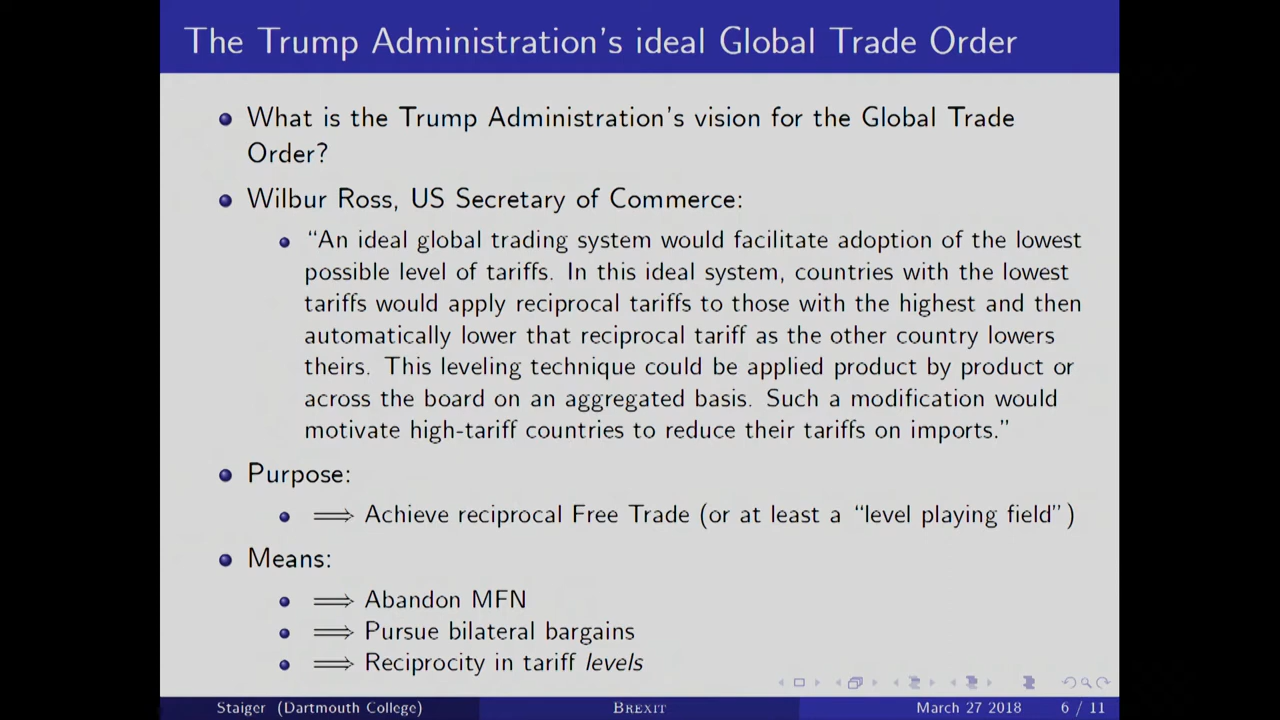 The Trump Administration's ideal Global Trade Order
What is the Trump Administration's vision for the Global Trade
Order?
Wilbur Ross, US Secretary of Commerce:
“An ideal global trading system would facilitate adoption of the lowest
possible level of tariffs. In this ideal system, countries with the lowest
tariffs would apply reciprocal tariffs to those with the highest and then
automatically lower that reciprocal tariff as the other country lowers
theirs. This leveling technique could be applied product by product or
across the board on an aggregated basis. Such a modification would
motivate high-tariff countries to reduce their tariffs on imports.”
Purpose:
⟹ Achieve reciprocal Free Trade (or at least a “level playing field”)
Means:
⟹ Abandon MFN
⟹ Pursue bilateral bargains
⟹ Reciprocity in tariff levels
Staiger (Dartmouth College) BREXIT March 27 2018 6 / 11